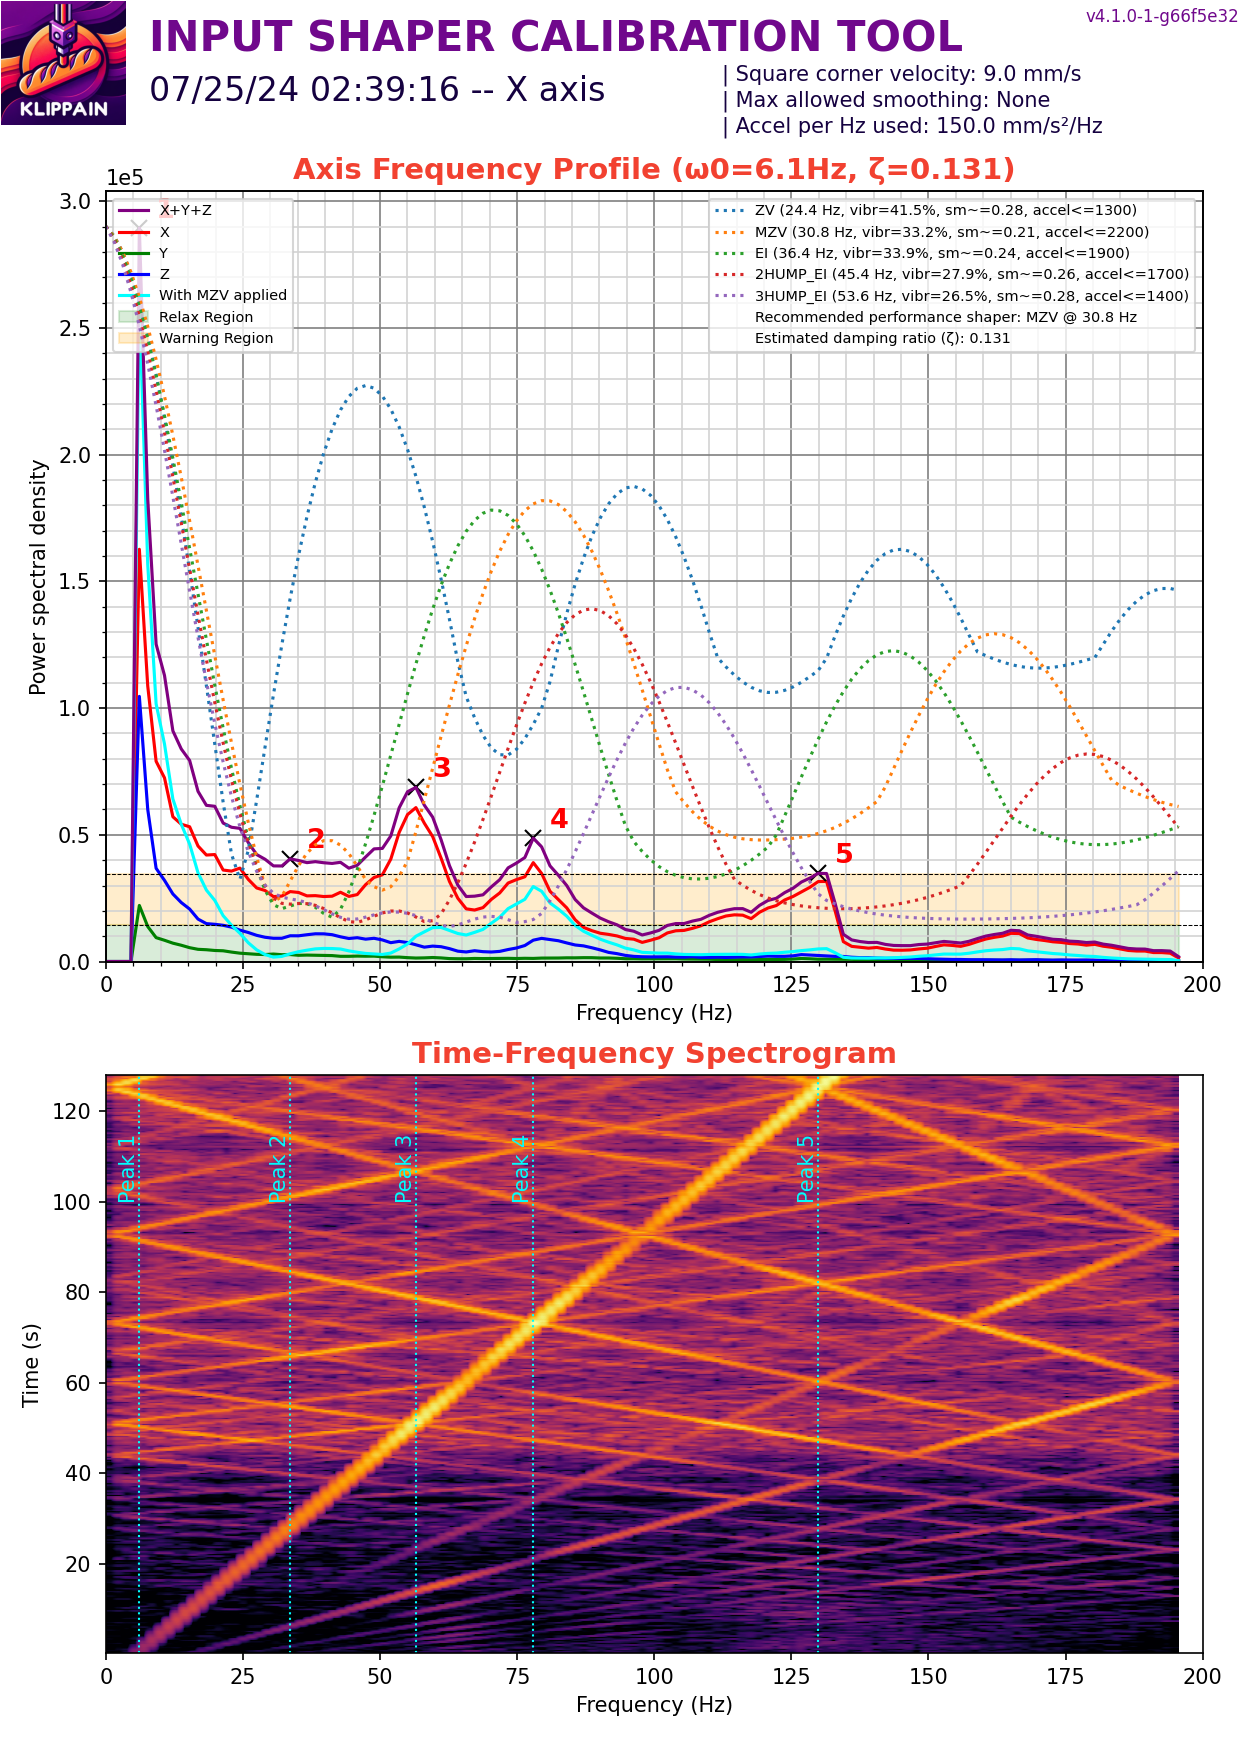 v4.1.0-1-g66f5e32
INPUT SHAPER CALIBRATION TOOL
07/25/24 02:39:16 -- X axis
| Square corner velocity: 9.0 mm/s
| Max allowed smoothing: None
| Accel per Hz used: 150.0 mm/s²/Hz
KLIPPAIN
Axis Frequency Profile (ω0=6.1Hz, ζ=0.131)
1e5
3.0
2.5
2.0
1.5
1.0
0.5
0.0
Power spectral density
X+Y+Z
X
Y
Z
With MZV applied
Relax Region
Warning Region
ZV (24.4 Hz, vibr=41.5%, sm~=0.28, accel<=1300)
MZV (30.8 Hz, vibr=33.2%, sm~=0.21, accel<=2200)
EI (36.4 Hz, vibr=33.9%, sm~=0.24, accel<=1900)
2HUMP_EI (45.4 Hz, vibr=27.9%, sm~=0.26, accel<=1700)
3HUMP_EI (53.6 Hz, vibr=26.5%, sm~=0.28, accel<=1400)
Recommended performance shaper: MZV @ 30.8 Hz
Estimated damping ratio (ζ): 0.131
2
3
4
5
0 25 50 75 100 125 150 175 200
Frequency (Hz)
Time-Frequency Spectrogram
120
100
80
60
40
20
Time (s)
Peak 1
Peak 2
Peak 3
Peak 4
Peak 5
0 25 50 75 100 125 150 175 200
Frequency (Hz)